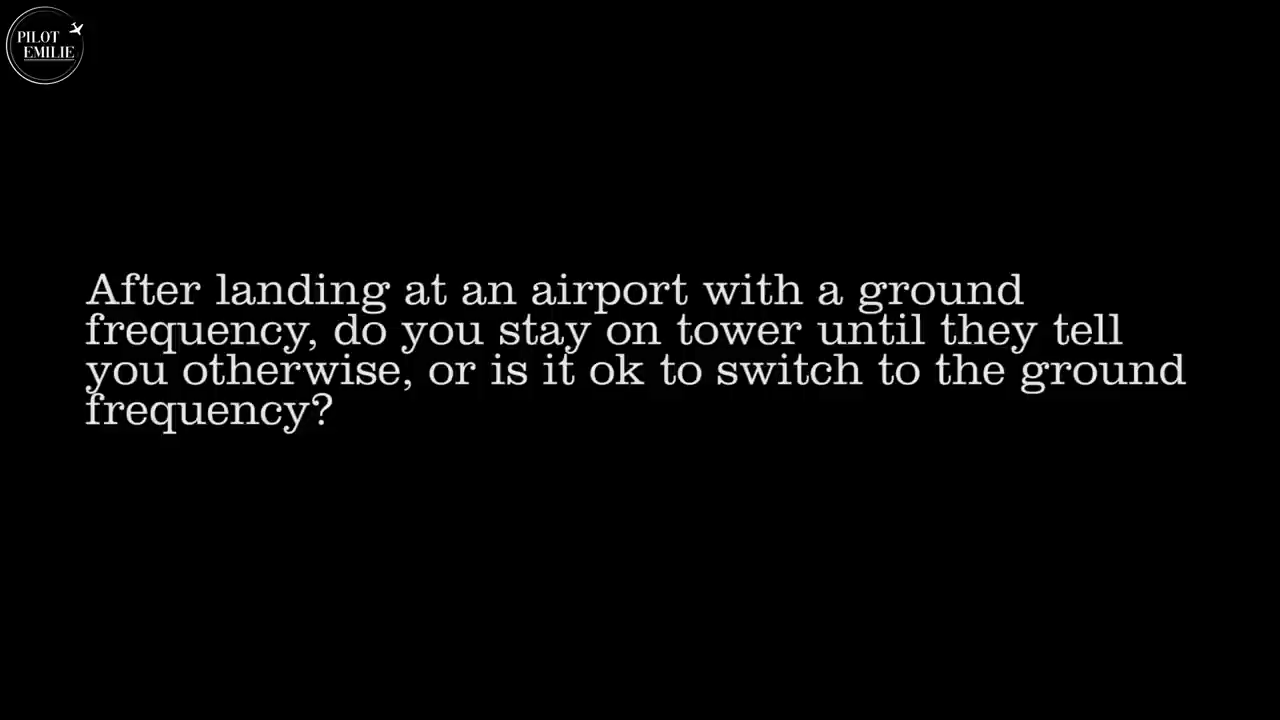 PILOT
EMILIE
After landing at an airport with a ground
frequency, do you stay on tower until they tell
you otherwise, or is it ok to switch to the ground
frequency?